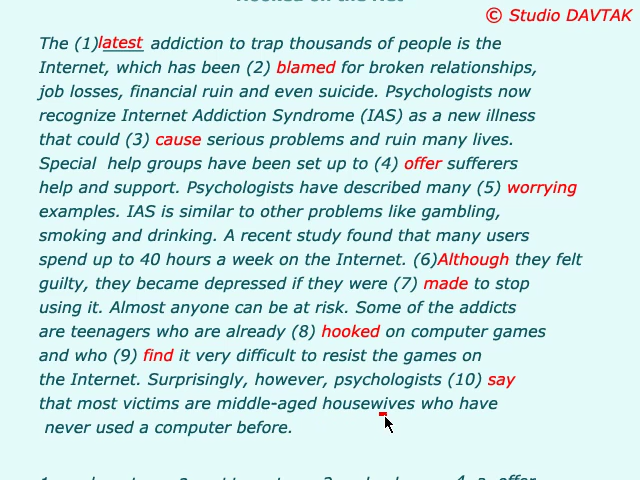 © Studio DAVTAK
The (1)latest addiction to trap thousands of people is the
Internet, which has been (2) blamed for broken relationships,
job losses, financial ruin and even suicide. Psychologists now
recognize Internet Addiction Syndrome (IAS) as a new illness
that could (3) cause serious problems and ruin many lives.
Special help groups have been set up to (4) offer sufferers
help and support. Psychologists have described many (5) worrying
examples. IAS is similar to other problems like gambling,
smoking and drinking. A recent study found that many users
spend up to 40 hours a week on the Internet. (6)Although they felt
guilty, they became depressed if they were (7) made to stop
using it. Almost anyone can be at risk. Some of the addicts
are teenagers who are already (8) hooked on computer games
and who (9) find it very difficult to resist the games on
the Internet. Surprisingly, however, psychologists (10) say
that most victims are middle-aged housewives who have
never used a computer before.